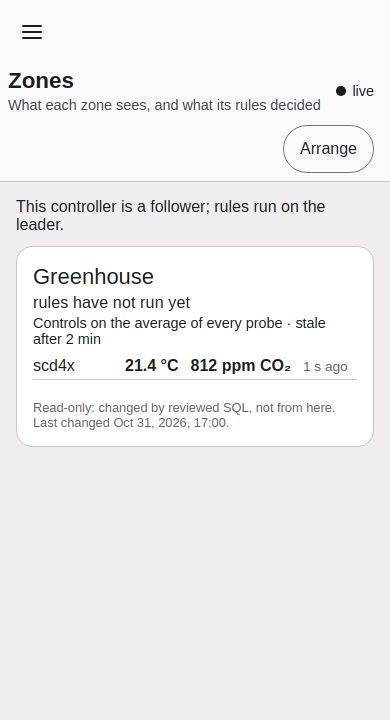 Zones
What each zone sees, and what its rules decided
live
Arrange
This controller is a follower; rules run on the
leader.
Greenhouse
rules have not run yet
Controls on the average of every probe · stale
after 2 min
scd4x 21.4 °C 812 ppm CO₂ 1 s ago
Read-only: changed by reviewed SQL, not from here.
Last changed Oct 31, 2026, 17:00.